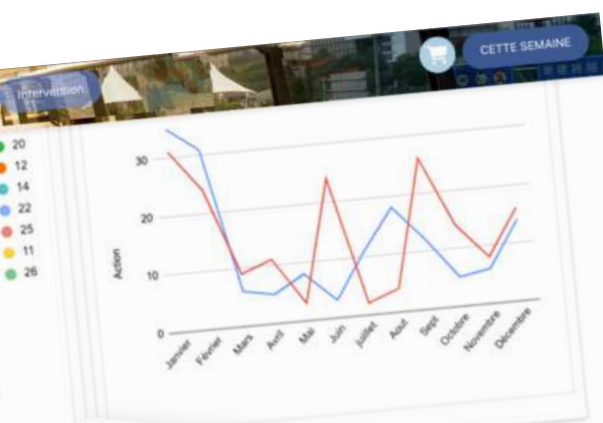 Intervention
CETTE SEMAINE
20
12
14
22
25
11
26
30
20
10
0
Action
Janvier
Février
Mars
Avril
Mai
Juin
juillet
Aout
Sept
Octobre
Novembre
Décembre